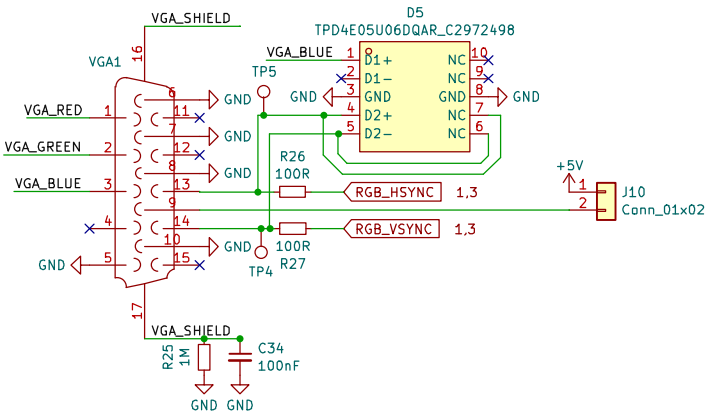 VGA_SHIELD
D5
TPD4E05U06DQAR_C2972498
16
VGA1
VGA_BLUE
1 D1+ NC 10
2 D1- NC 9
GND 3 GND GND 8 GND
4 D2+ NC 7
5 D2- NC 6
TP5
6 GND
VGA_RED 1 11
7 GND
VGA_GREEN 2 12
8 GND
R26
100R
VGA_BLUE 3 13
RGB_HSYNC 1,3
+5V
1 J10
2 Conn_01x02
9
4 14
RGB_VSYNC 1,3
10 GND
100R
R27
TP4
GND 5 15
17
VGA_SHIELD
R25
1M
C34
100nF
GND GND